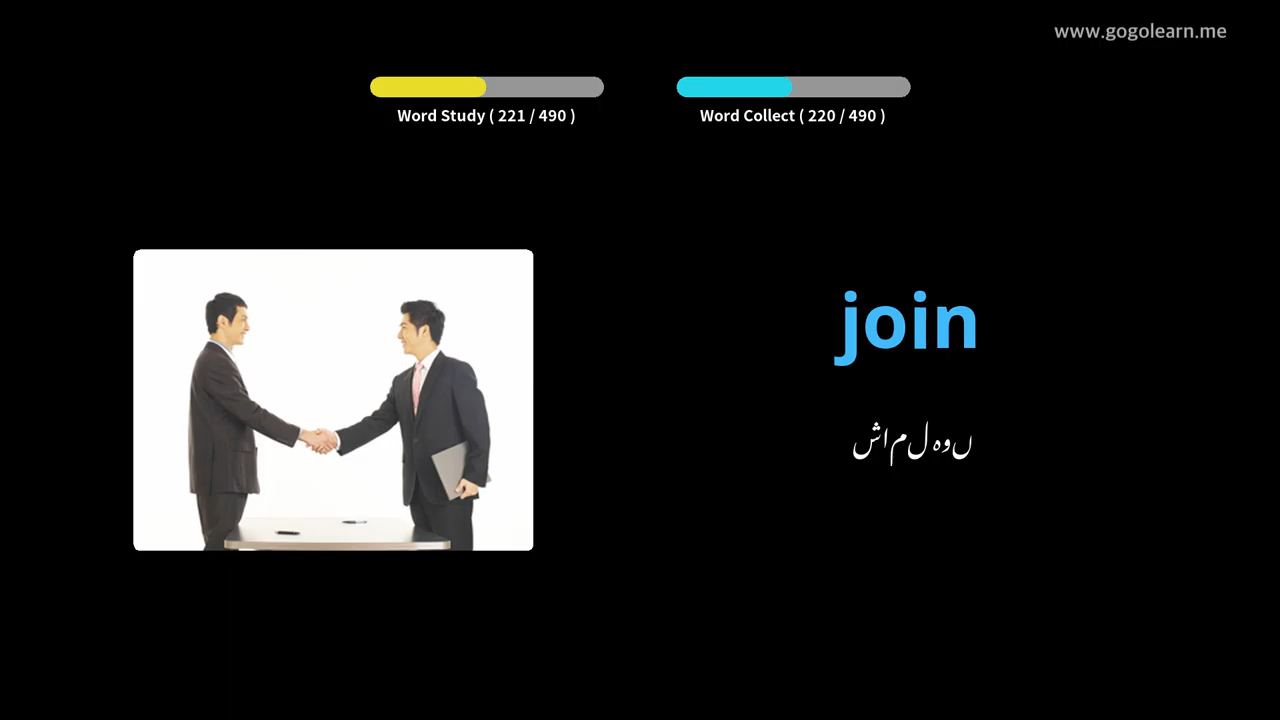 www.gogolearn.me
Word Study ( 221 / 490 )
Word Collect ( 220 / 490 )
join
شامل ہوں